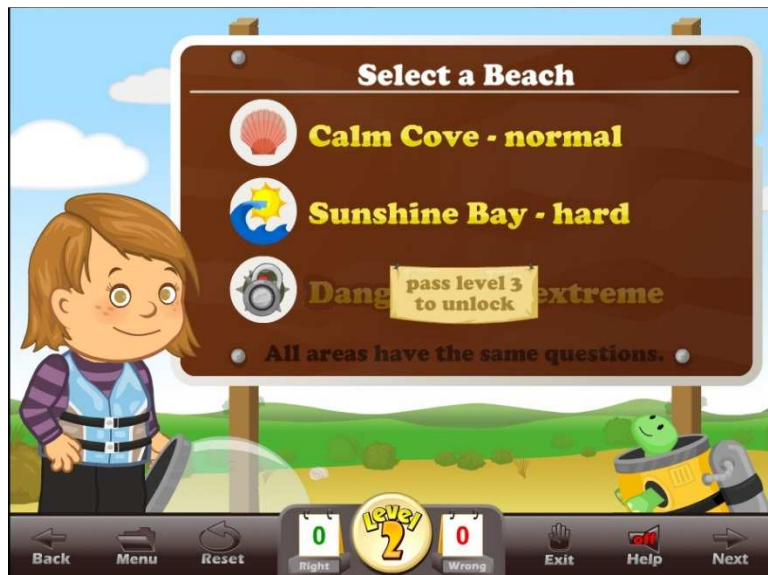 Select a Beach
Calm Cove - normal
Sunshine Bay - hard
Dang extreme
pass level 3
to unlock
All areas have the same questions.
Back
Menu
Reset
0
Right
Level
2
0
Wrong
Exit
off
Help
Next